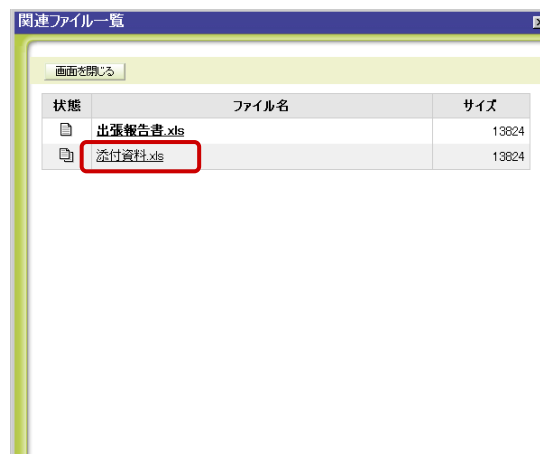 関連ファイル一覧
画面を閉じる
状態 ファイル名 サイズ
出張報告書.xls 13824
添付資料.xls 13824